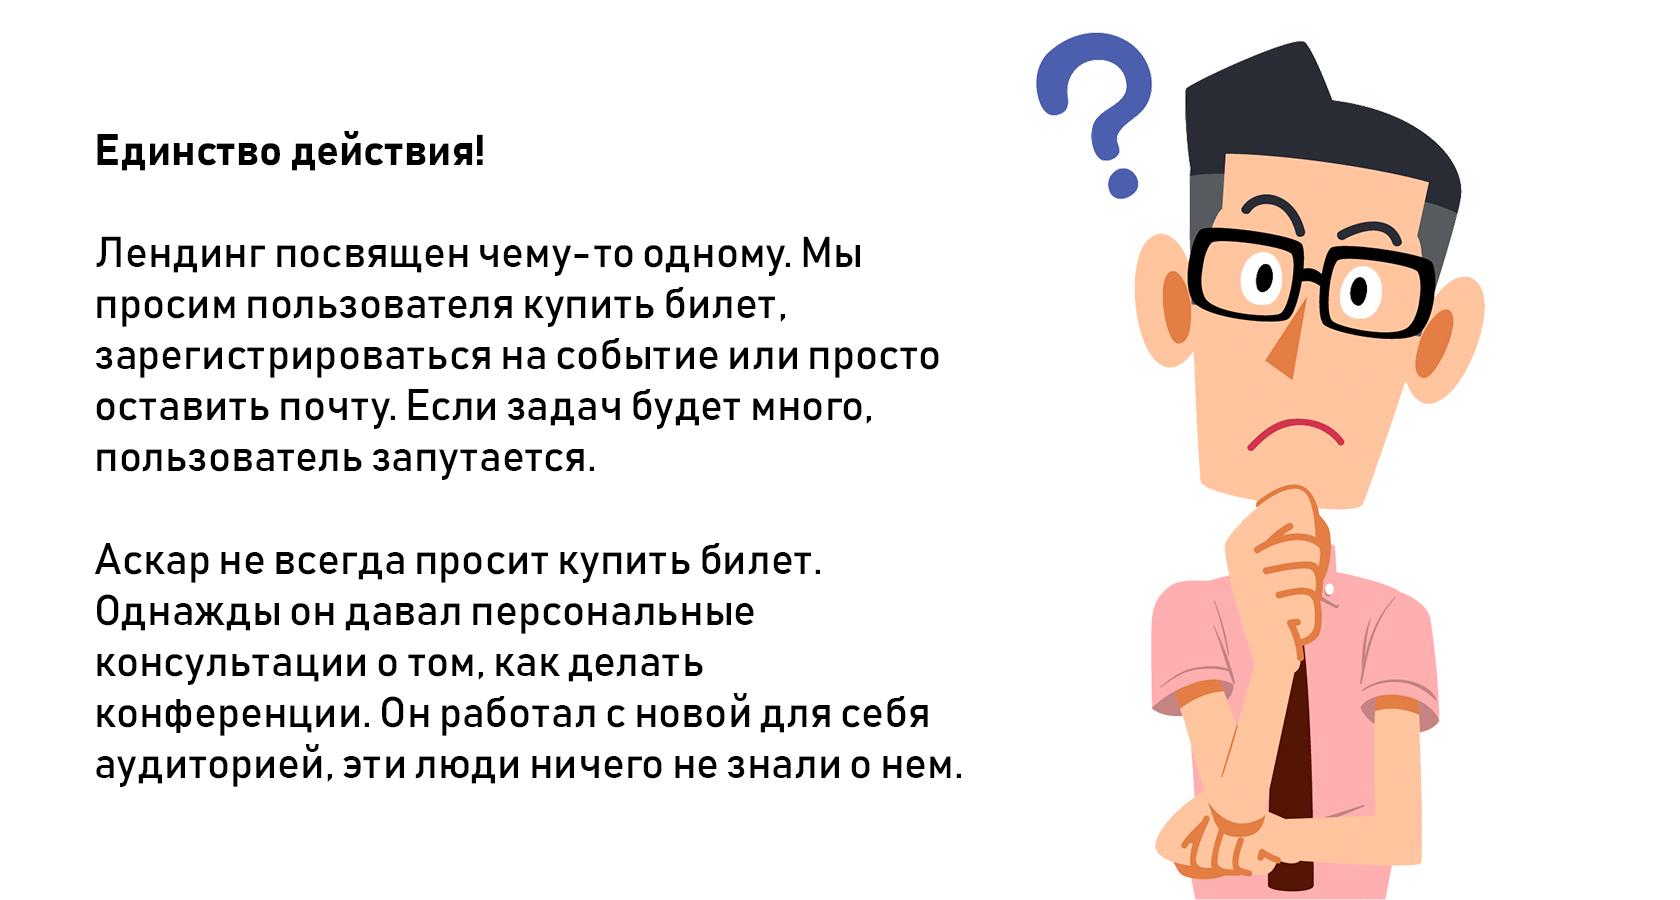 Единство действия!
Лендинг посвящен чему-то одному. Мы
просим пользователя купить билет,
зарегистрироваться на событие или просто
оставить почту. Если задач будет много,
пользователь запутается.
Аскар не всегда просит купить билет.
Однажды он давал персональные
консультации о том, как делать
конференции. Он работал с новой для себя
аудиторией, эти люди ничего не знали о нем.